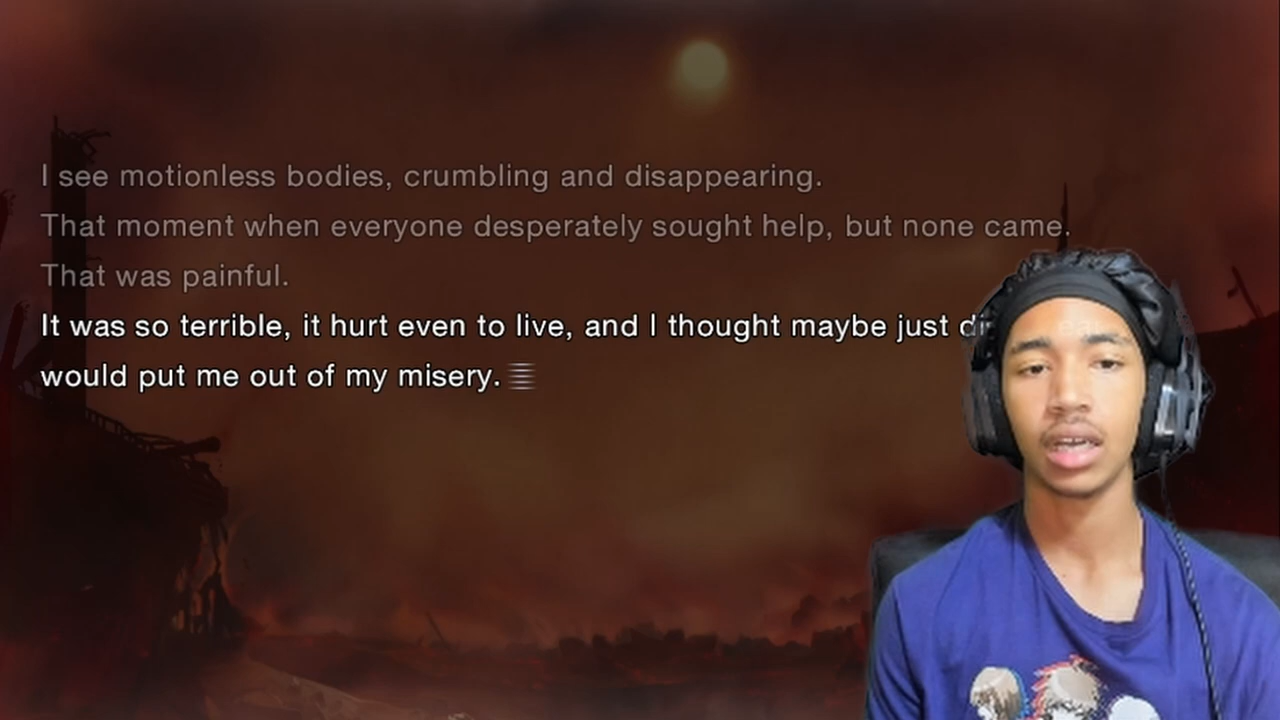 I see motionless bodies, crumbling and disappearing.
That moment when everyone desperately sought help, but none came.
That was painful.
It was so terrible, it hurt even to live, and I thought maybe just
would put me out of my misery.